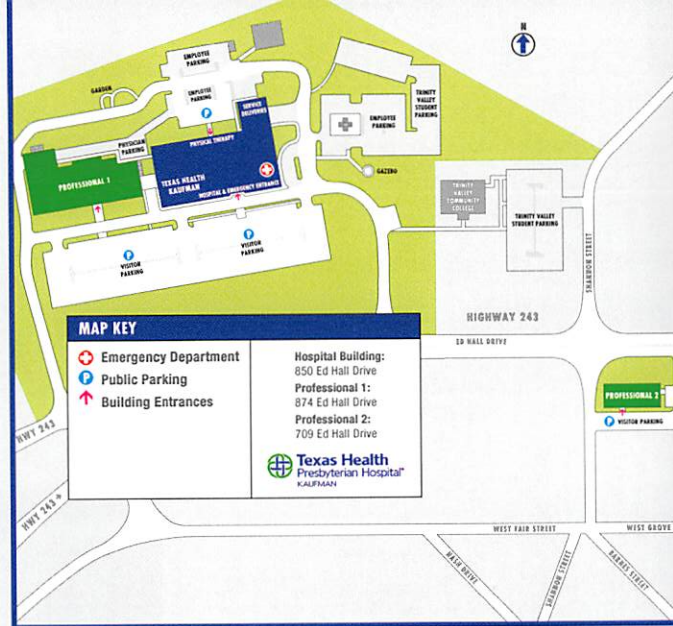 N
EMPLOYEE
PARKING
GARDEN
EMPLOYEE
PARKING
P
SERVICE
DELIVERIES
TRINITY
VALLEY
STUDENT
PARKING
EMPLOYEE
PARKING
PHYSICIAN
PARKING
PHYSICAL THERAPY
PROFESSIONAL 1
TEXAS HEALTH
KAUFMAN
HOSPITAL & EMERGENCY ENTRANCE
GAZEBO
TRINITY
VALLEY
COMMUNITY
COLLEGE
TRINITY VALLEY
STUDENT PARKING
P
VISITOR
PARKING
P
VISITOR
PARKING
SHANNON STREET
HIGHWAY 243
ED HALL DRIVE
MAP KEY
Emergency Department
P Public Parking
Building Entrances
Hospital Building:
850 Ed Hall Drive
Professional 1:
874 Ed Hall Drive
Professional 2:
709 Ed Hall Drive
Texas Health
Presbyterian Hospital
KAUFMAN
PROFESSIONAL 2
P VISITOR PARKING
HWY 243
HWY 243
WEST FAIR STREET
WEST GROVE
NASH DRIVE
SHANNON STREET
BARNES STREET